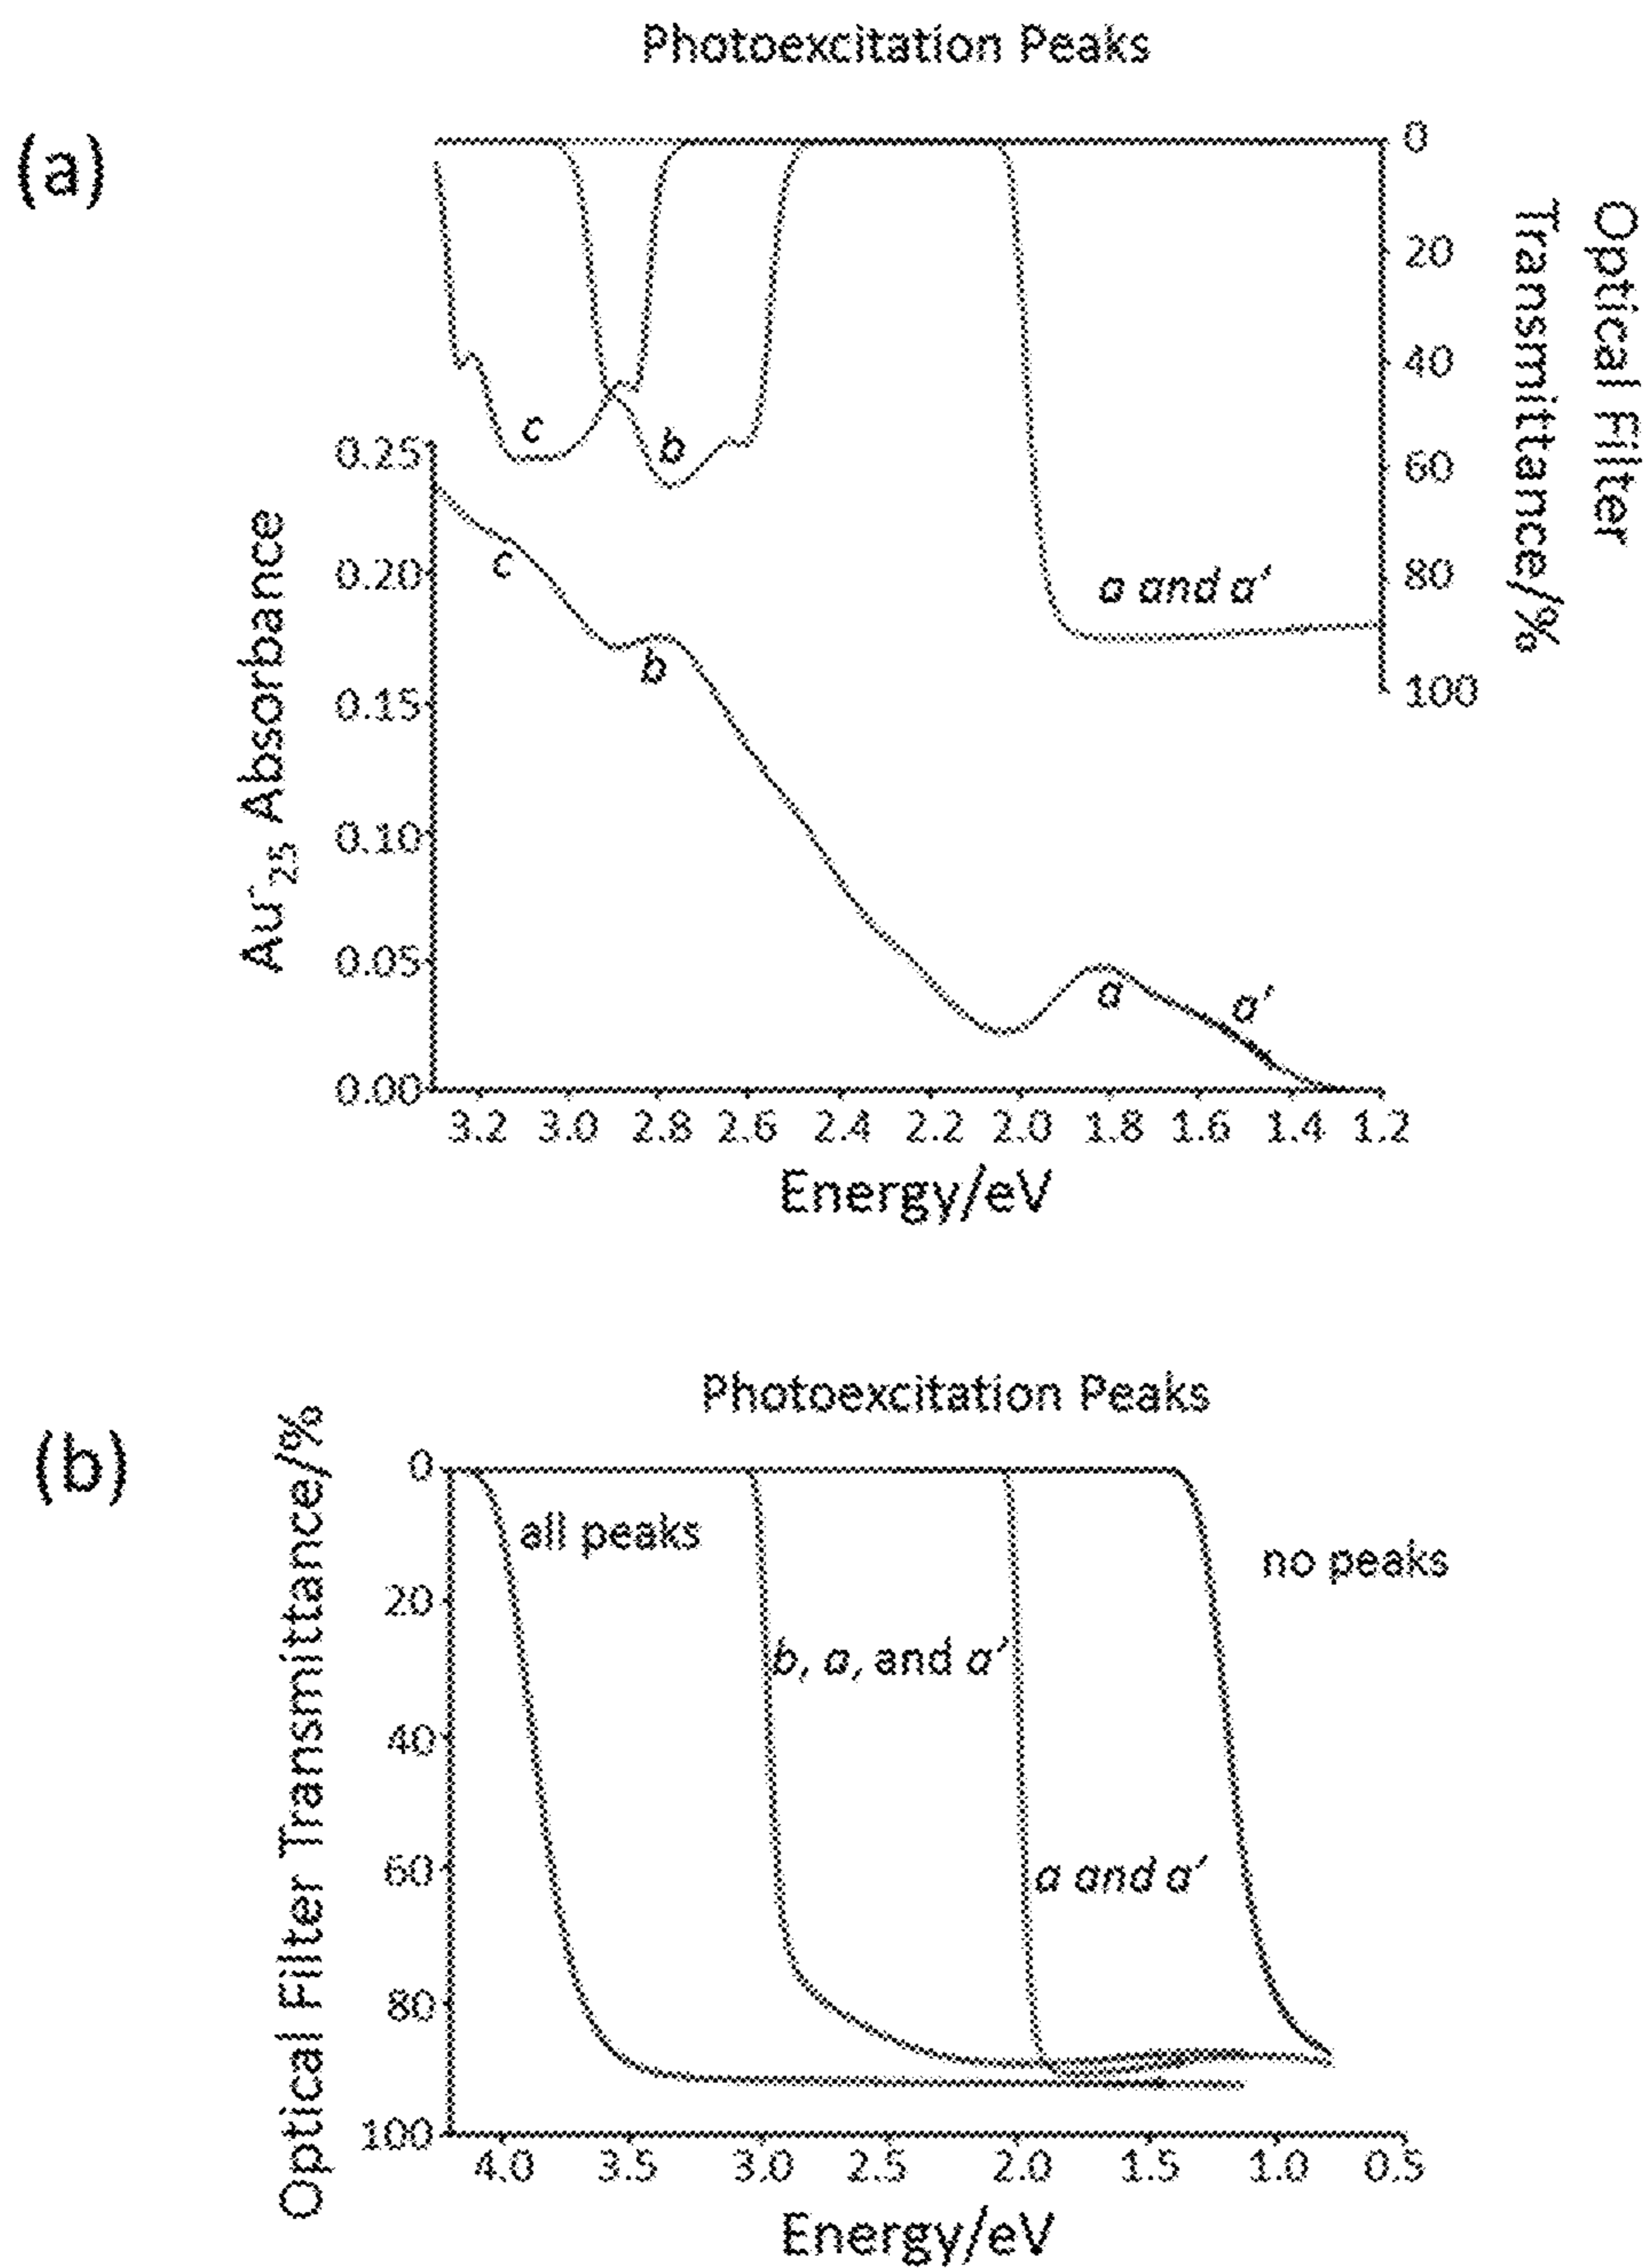 Photoexcitation Peaks
(a)
0
20
40
60
80
100
Optical Filter
Transmittance/%
c
b
a and a′
0.25
0.20
0.15
0.10
0.05
0.00
Au⁻₂₅ Absorbance
c
b
a
a′
3.2 3.0 2.8 2.6 2.4 2.2 2.0 1.8 1.6 1.4 1.2
Energy/eV
Photoexcitation Peaks
(b)
0
20
40
60
80
100
Optical Filter Transmittance/%
all peaks
no peaks
b, a, and a′
a and a′
4.0 3.5 3.0 2.5 2.0 1.5 1.0 0.5
Energy/eV